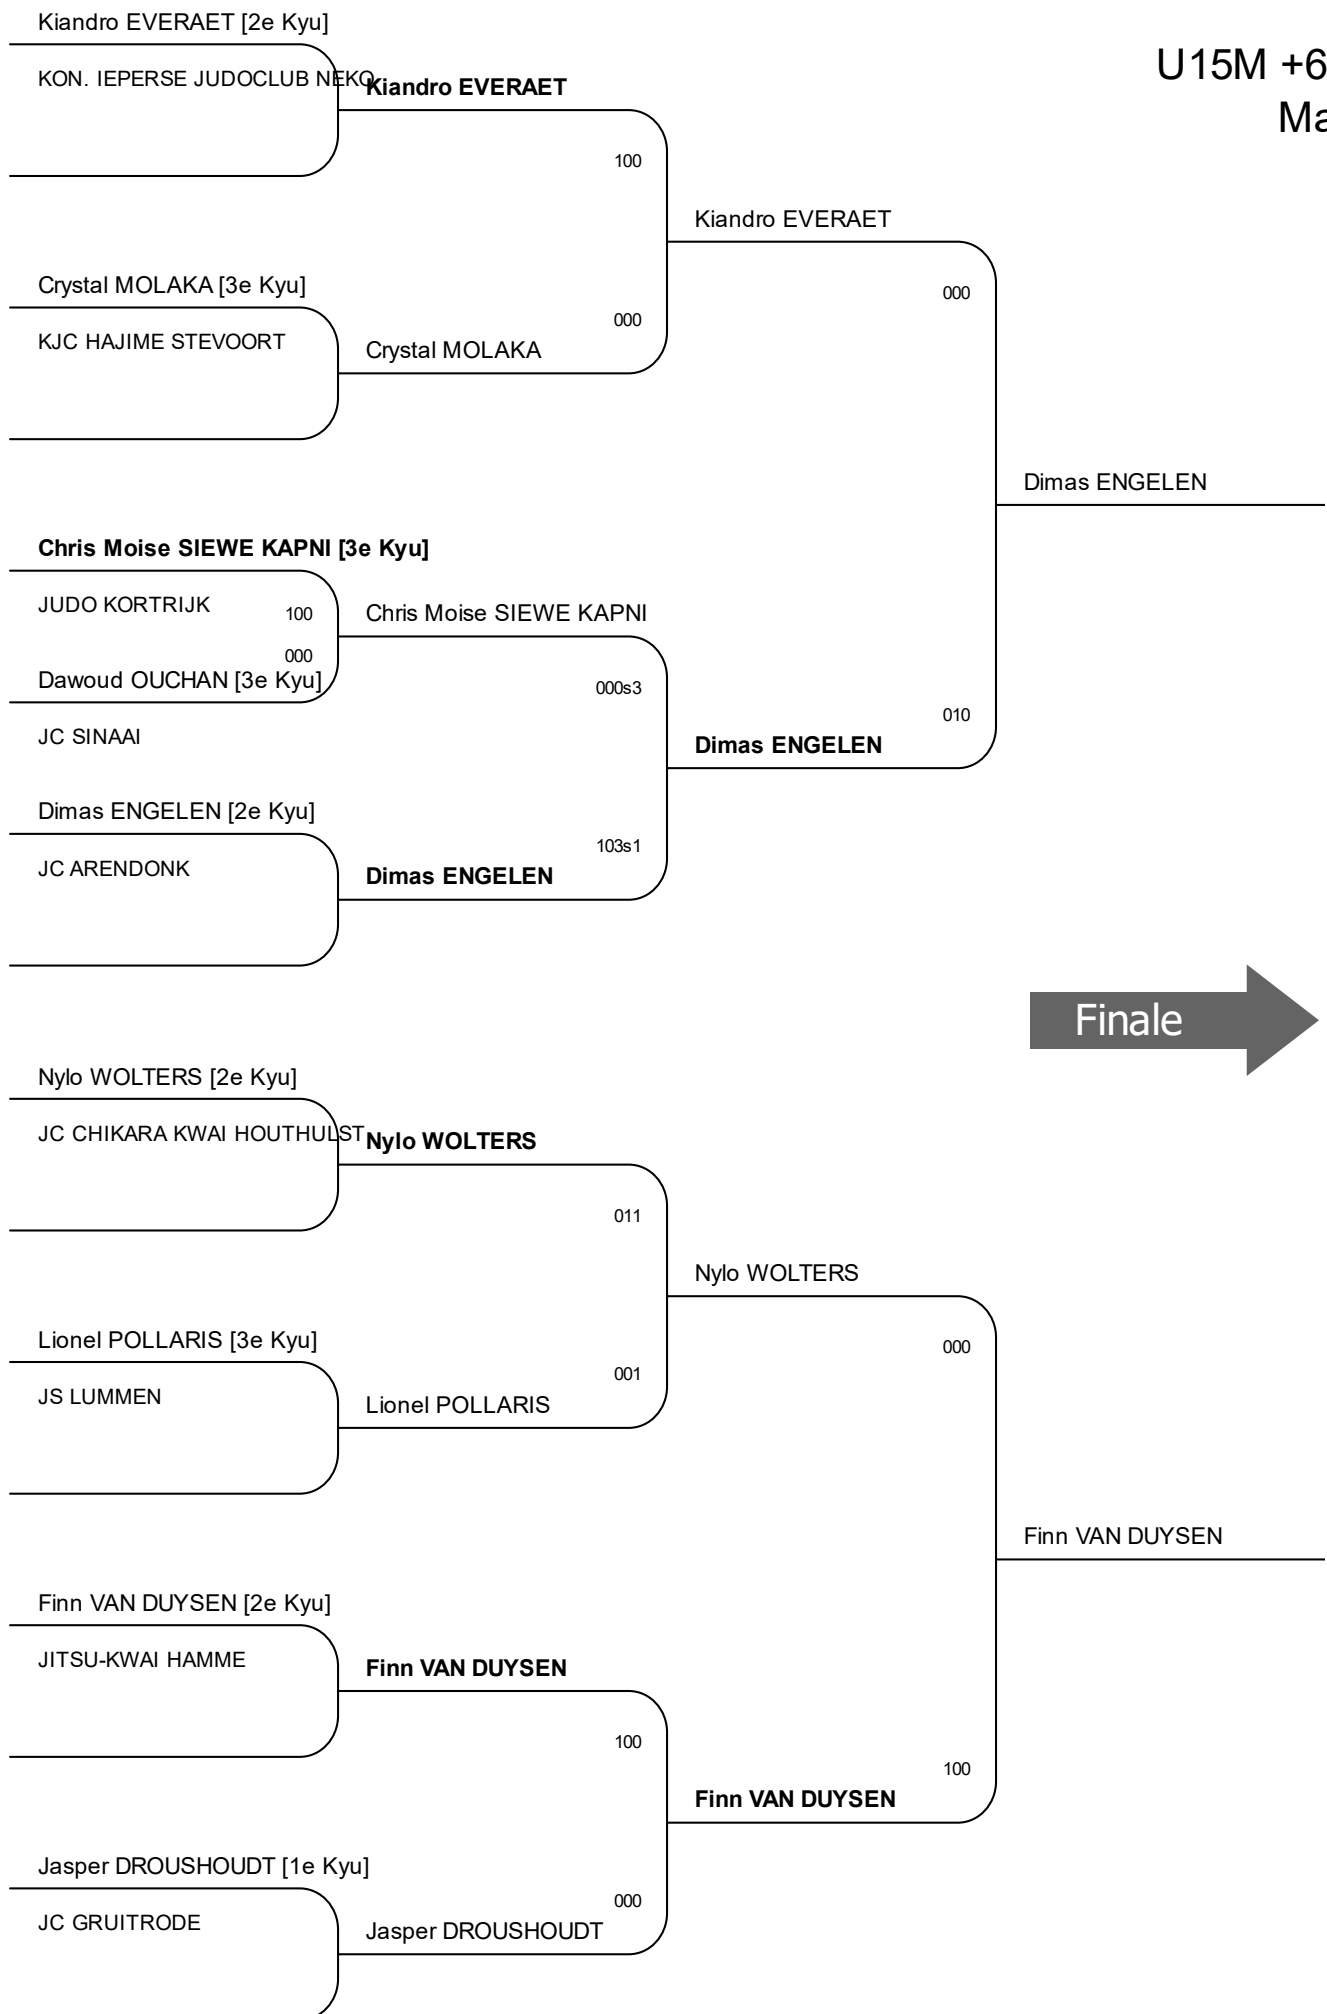 Kiandro EVERAET [2e Kyu]
U15M +6
KON. IEPERSE JUDOCLUB NEKO
Kiandro EVERAET
Ma
100
Kiandro EVERAET
Crystal MOLAKA [3e Kyu]
000
000
KJC HAJIME STEVOORT
Crystal MOLAKA
Dimas ENGELEN
Chris Moise SIEWE KAPNI [3e Kyu]
JUDO KORTRIJK
100
Chris Moise SIEWE KAPNI
000
Dawoud OUCHAN [3e Kyu]
000s3
010
JC SINAAI
Dimas ENGELEN
Dimas ENGELEN [2e Kyu]
103s1
JC ARENDONK
Dimas ENGELEN
Finale
Nylo WOLTERS [2e Kyu]
JC CHIKARA KWAI HOUTHULST
Nylo WOLTERS
011
Nylo WOLTERS
Lionel POLLARIS [3e Kyu]
000
001
JS LUMMEN
Lionel POLLARIS
Finn VAN DUYSEN
Finn VAN DUYSEN [2e Kyu]
JITSU-KWAI HAMME
Finn VAN DUYSEN
100
100
Finn VAN DUYSEN
Jasper DROUSHOUDT [1e Kyu]
000
JC GRUITRODE
Jasper DROUSHOUDT